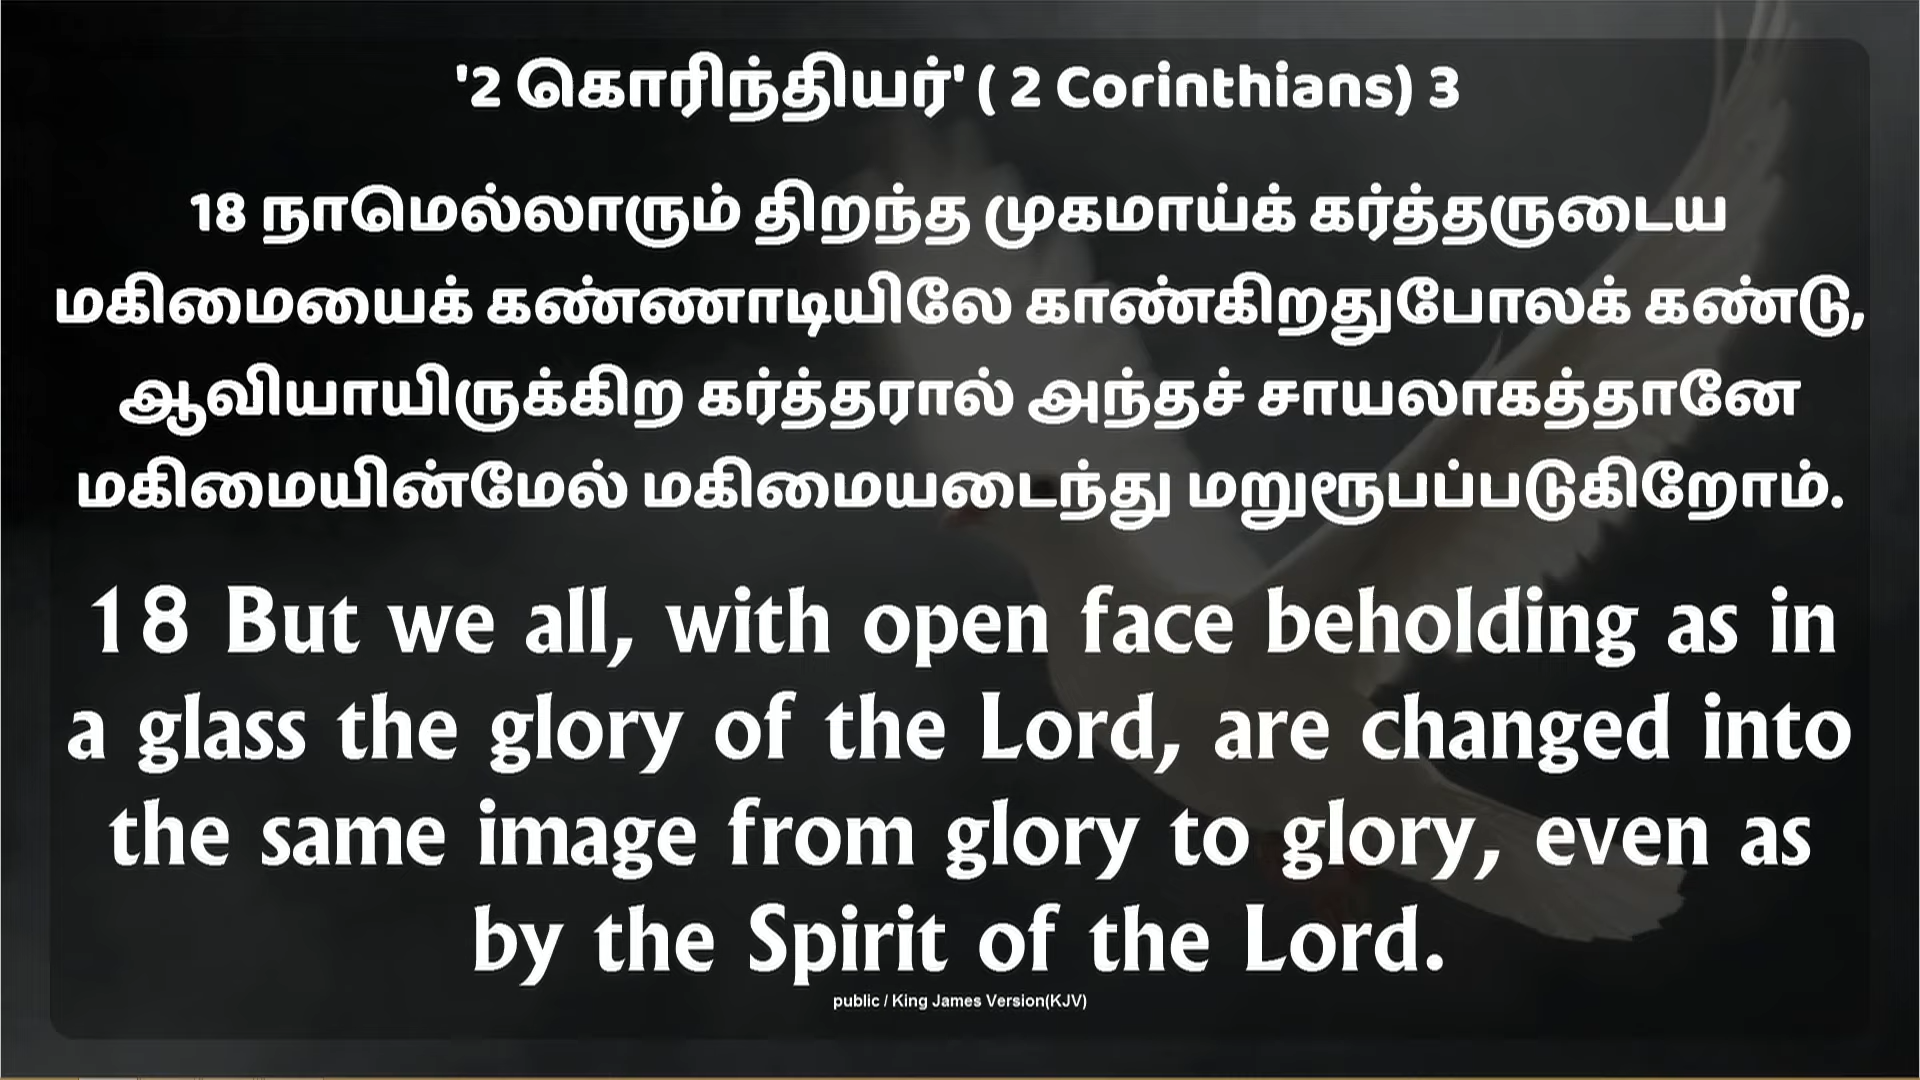 '2 கொரிந்தியர்' ( 2 Corinthians) 3
18 நாமெல்லாரும் திறந்த முகமாய்க் கர்த்தருடைய
மகிமையைக் கண்ணாடியிலே காண்கிறதுபோலக் கண்டு,
ஆவியாயிருக்கிற கர்த்தரால் அந்தச் சாயலாகத்தானே
மகிமையின்மேல் மகிமையடைந்து மறுரூபப்படுகிறோம்.
18 But we all, with open face beholding as in
a glass the glory of the Lord, are changed into
the same image from glory to glory, even as
by the Spirit of the Lord.
public / King James Version(KJV)